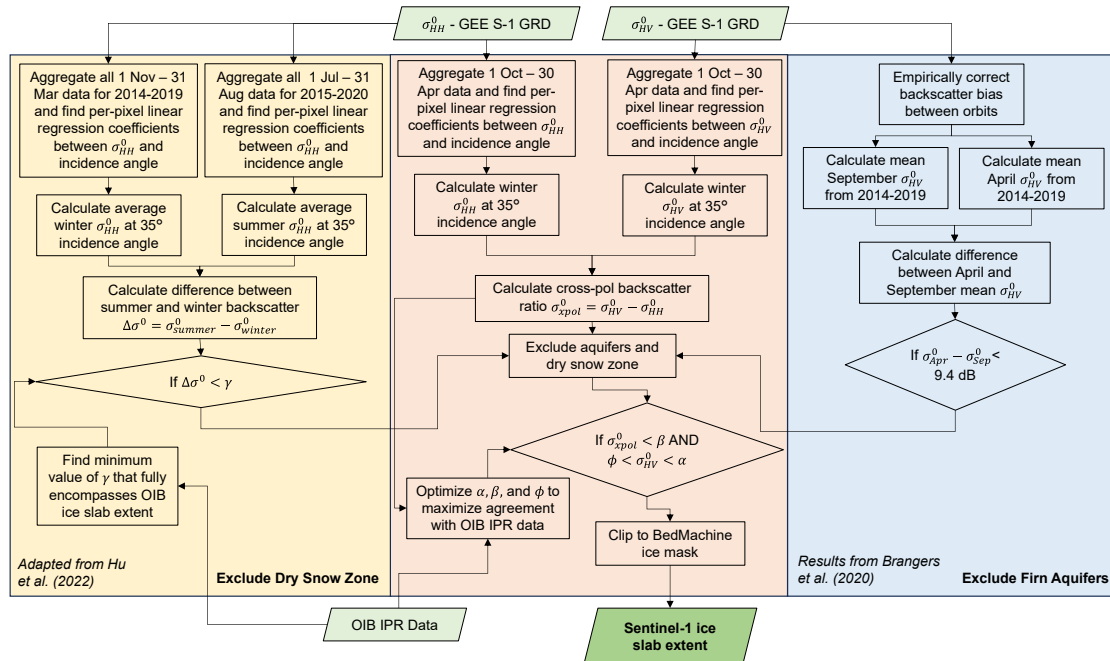 σ⁰HH - GEE S-1 GRD
σ⁰HV - GEE S-1 GRD
Aggregate all 1 Nov – 31
Mar data for 2014-2019
and find per-pixel linear
regression coefficients
between σ⁰HH and
incidence angle
Aggregate all 1 Jul – 31
Aug data for 2015-2020
and find per-pixel linear
regression coefficients
between σ⁰HH and
incidence angle
Calculate average
winter σ⁰HH at 35°
incidence angle
Calculate average
summer σ⁰HH at 35°
incidence angle
Calculate difference between
summer and winter backscatter
Δσ⁰ = σ⁰summer − σ⁰winter
If Δσ⁰ < γ
Find minimum
value of γ that fully
encompasses OIB
ice slab extent
Adapted from Hu
et al. (2022)
Exclude Dry Snow Zone
Aggregate 1 Oct – 30
Apr data and find per-
pixel linear regression
coefficients between σ⁰HH
and incidence angle
Aggregate 1 Oct – 30
Apr data and find per-
pixel linear regression
coefficients between σ⁰HV
and incidence angle
Calculate winter
σ⁰HH at 35°
incidence angle
Calculate winter
σ⁰HV at 35°
incidence angle
Calculate cross-pol backscatter
ratio σ⁰xpol = σ⁰HV − σ⁰HH
Exclude aquifers and
dry snow zone
If σ⁰xpol < β AND
ϕ < σ⁰HV < α
Optimize α, β, and ϕ to
maximize agreement
with OIB IPR data
Clip to BedMachine
ice mask
Empirically correct
backscatter bias
between orbits
Calculate mean
September σ⁰HV
from 2014-2019
Calculate mean
April σ⁰HV from
2014-2019
Calculate difference
between April and
September mean σ⁰HV
If σ⁰Apr − σ⁰Sep <
9.4 dB
Results from Brangers
et al. (2020)
Exclude Firn Aquifers
OIB IPR Data
Sentinel-1 ice
slab extent